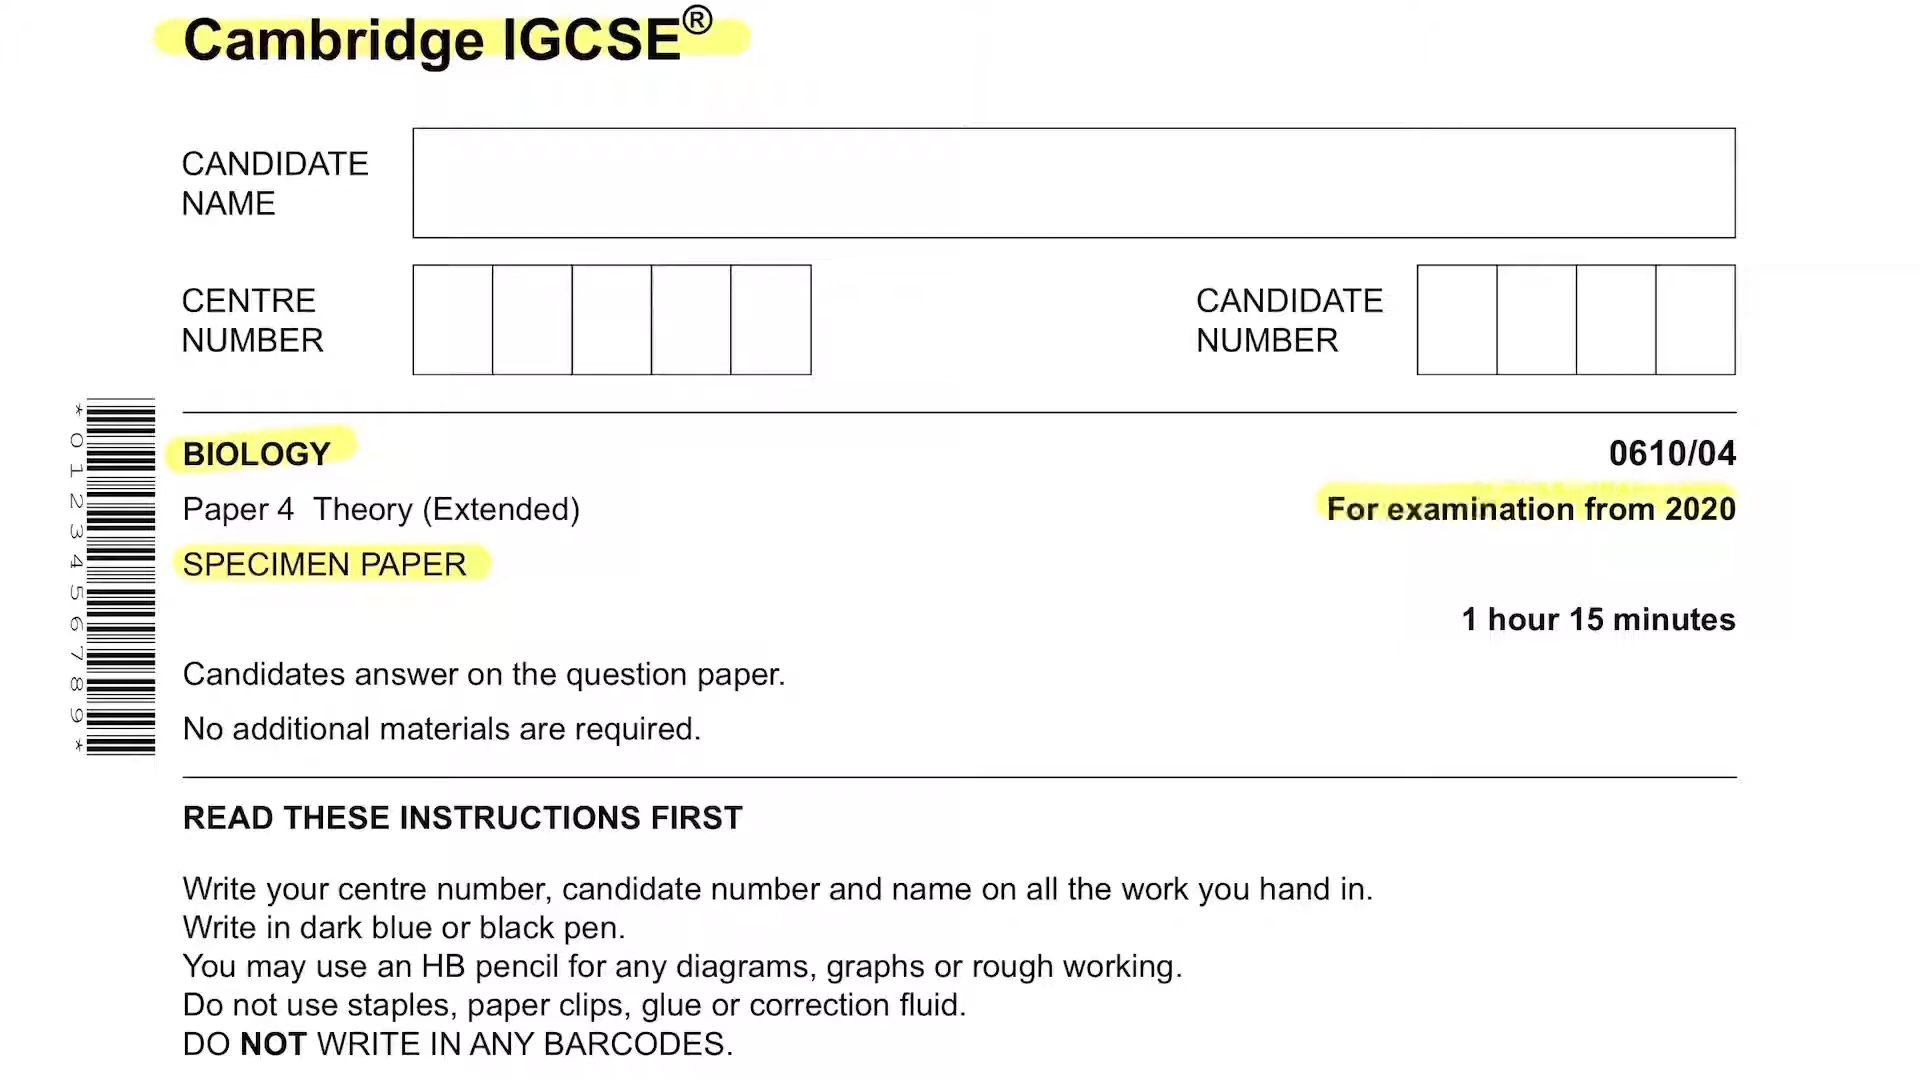 Cambridge IGCSE®
CANDIDATE
NAME
CENTRE
NUMBER
CANDIDATE
NUMBER
*0123456789*
BIOLOGY
0610/04
Paper 4 Theory (Extended)
For examination from 2020
SPECIMEN PAPER
1 hour 15 minutes
Candidates answer on the question paper.
No additional materials are required.
READ THESE INSTRUCTIONS FIRST
Write your centre number, candidate number and name on all the work you hand in.
Write in dark blue or black pen.
You may use an HB pencil for any diagrams, graphs or rough working.
Do not use staples, paper clips, glue or correction fluid.
DO NOT WRITE IN ANY BARCODES.